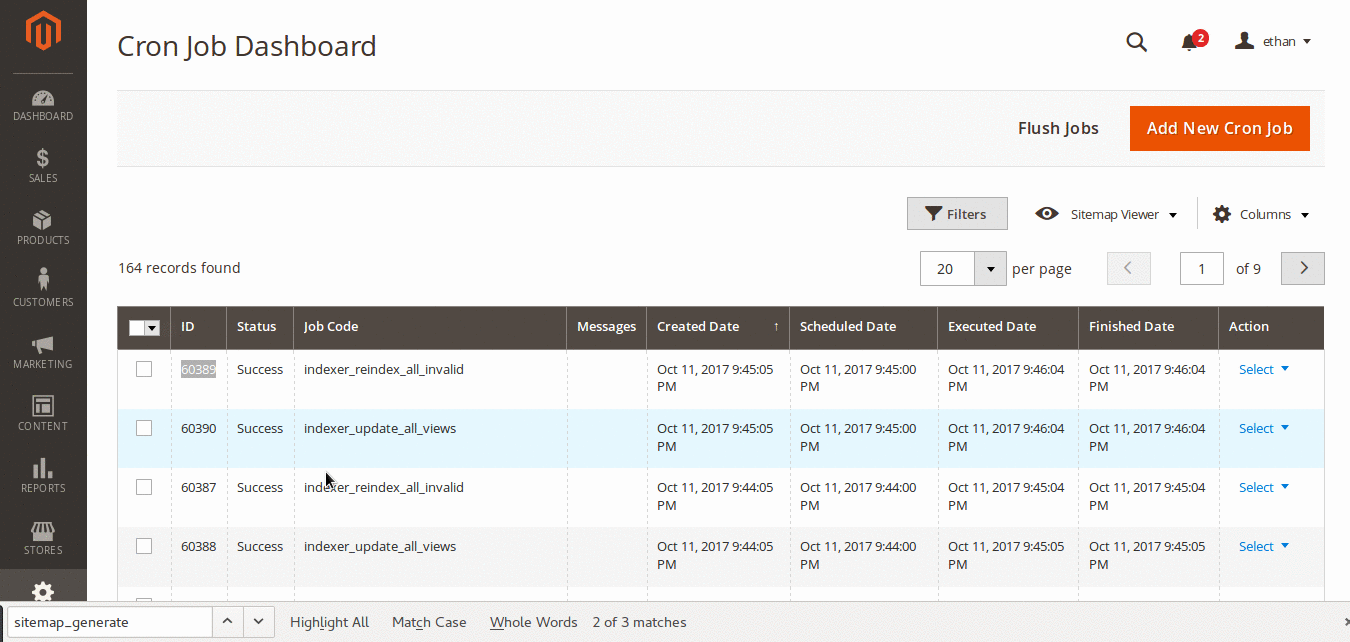 Cron Job Dashboard
2
ethan
DASHBOARD
SALES
PRODUCTS
CUSTOMERS
MARKETING
CONTENT
REPORTS
STORES
Flush Jobs
Add New Cron Job
Filters
Sitemap Viewer
Columns
164 records found
20
per page
1
of 9
ID Status Job Code Messages Created Date ↑ Scheduled Date Executed Date Finished Date Action
60389 Success indexer_reindex_all_invalid Oct 11, 2017 9:45:05 Oct 11, 2017 9:45:00 Oct 11, 2017 9:46:04 Oct 11, 2017 9:46:04 Select
PM PM PM PM
60390 Success indexer_update_all_views Oct 11, 2017 9:45:05 Oct 11, 2017 9:45:00 Oct 11, 2017 9:46:04 Oct 11, 2017 9:46:04 Select
PM PM PM PM
60387 Success indexer_reindex_all_invalid Oct 11, 2017 9:44:05 Oct 11, 2017 9:44:00 Oct 11, 2017 9:45:04 Oct 11, 2017 9:45:04 Select
PM PM PM PM
60388 Success indexer_update_all_views Oct 11, 2017 9:44:05 Oct 11, 2017 9:44:00 Oct 11, 2017 9:45:05 Oct 11, 2017 9:45:05 Select
PM PM PM PM
sitemap_generate
Highlight All
Match Case
Whole Words
2 of 3 matches